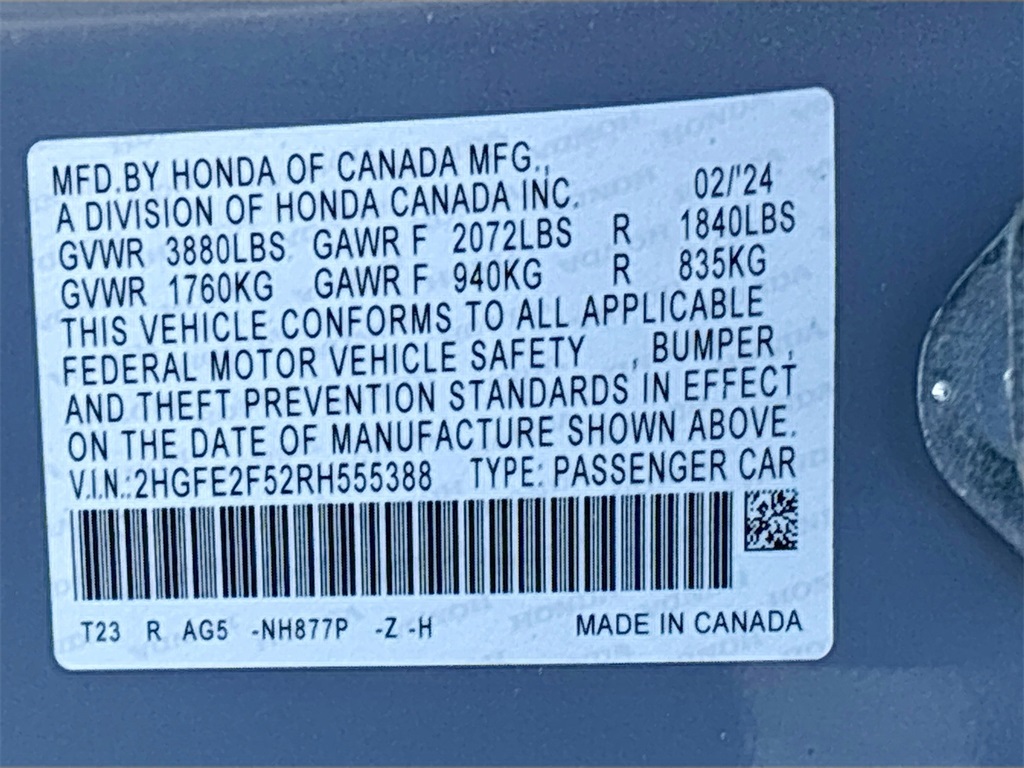 MFD.BY HONDA OF CANADA MFG.,
A DIVISION OF HONDA CANADA INC. 02/'24
GVWR 3880LBS GAWR F 2072LBS R 1840LBS
GVWR 1760KG GAWR F 940KG R 835KG
THIS VEHICLE CONFORMS TO ALL APPLICABLE
FEDERAL MOTOR VEHICLE SAFETY , BUMPER ,
AND THEFT PREVENTION STANDARDS IN EFFECT
ON THE DATE OF MANUFACTURE SHOWN ABOVE.
V.I.N.:2HGFE2F52RH555388 TYPE: PASSENGER CAR
T23 R AG5 -NH877P -Z -H MADE IN CANADA